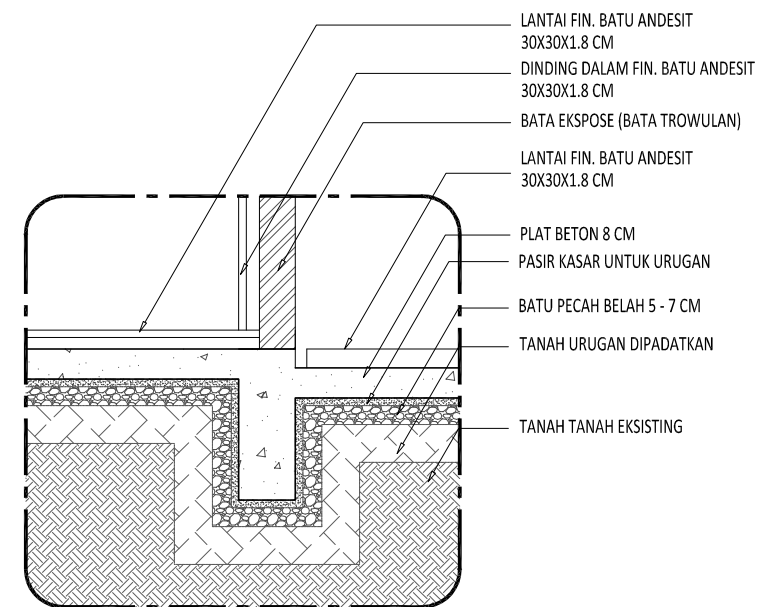 LANTAI FIN. BATU ANDESIT
30X30X1.8 CM
DINDING DALAM FIN. BATU ANDESIT
30X30X1.8 CM
BATA EKSPOSE (BATA TROWULAN)
LANTAI FIN. BATU ANDESIT
30X30X1.8 CM
PLAT BETON 8 CM
PASIR KASAR UNTUK URUGAN
BATU PECAH BELAH 5 - 7 CM
TANAH URUGAN DIPADATKAN
TANAH TANAH EKSISTING